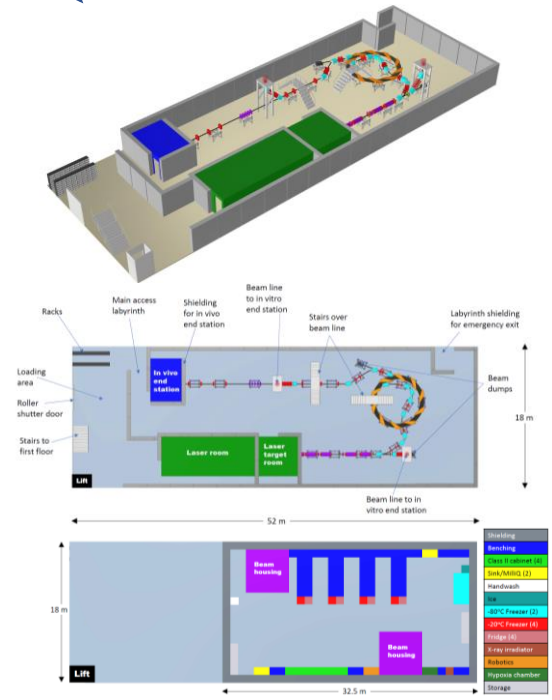 Beam line
to in vitro
end station
Main access
labyrinth
Shielding
for in vivo
end station
Stairs over
beam line
Labyrinth shielding
for emergency exit
Racks
Loading
area
Roller
shutter door
Stairs to
first floor
In vivo
end
station
Beam
dumps
18 m
Laser room
Laser
target
room
Lift
Beam line to in
vitro end station
52 m
Shielding
Benching
Class II cabinet (4)
Sink/MilliQ (2)
Handwash
Ice
-80°C Freezer (2)
-20°C Freezer (4)
Fridge (4)
X-ray irradiator
Robotics
Hypoxia chamber
Storage
Beam
housing
18 m
Beam
housing
Lift
32.5 m